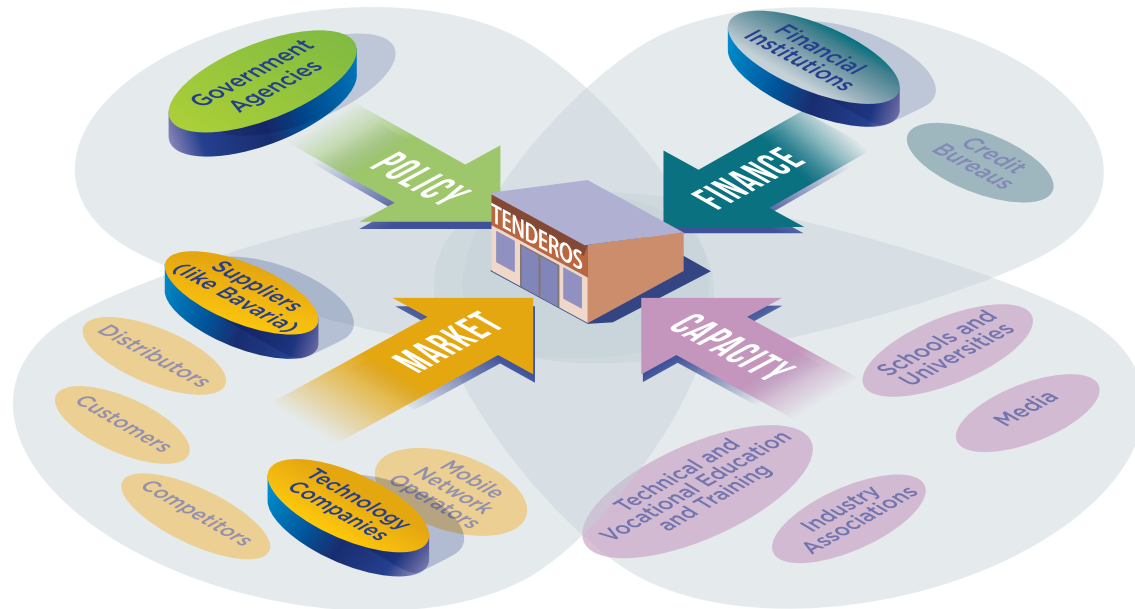 Government
Agencies
POLICY
Financial
Institutions
Credit
Bureaus
FINANCE
TENDEROS
Suppliers
(like Bavaria)
Distributors
Customers
Competitors
MARKET
Technology
Companies
Mobile
Network
Operators
CAPACITY
Schools and
Universities
Media
Technical and
Vocational Education
and Training
Industry
Associations